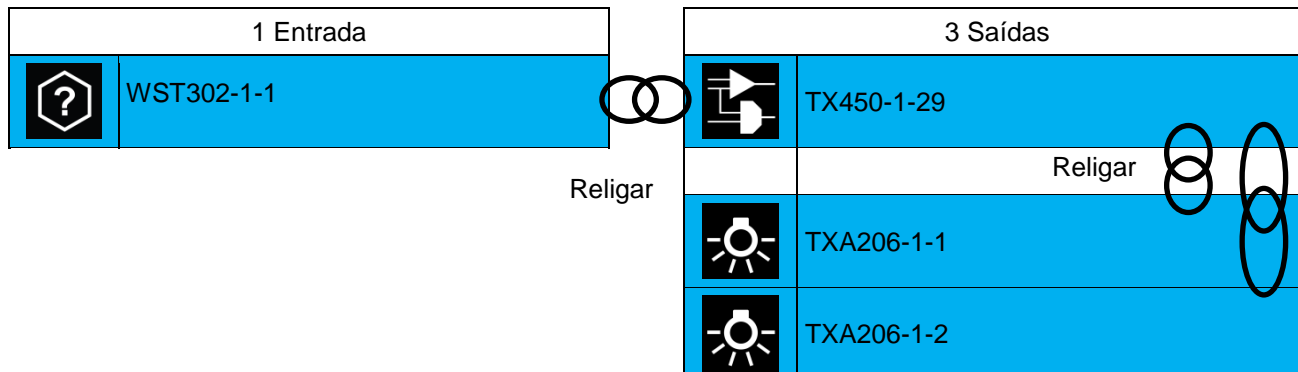 1 Entrada
?
WST302-1-1
Religar
3 Saídas
TX450-1-29
Religar
TXA206-1-1
TXA206-1-2